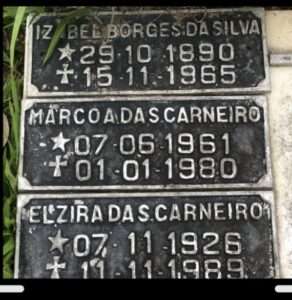 IZABEL BORGES DA SILVA
★ 29 10 1890
✝ 15 11 1965
MARCO A DA S. CARNEIRO
★ 07 · 06 · 1961
✝ 01 · 01 · 1980
ELZIRA DA S. CARNEIRO
★ 07 · 11 · 1926
✝ 11 · 11 · 1989